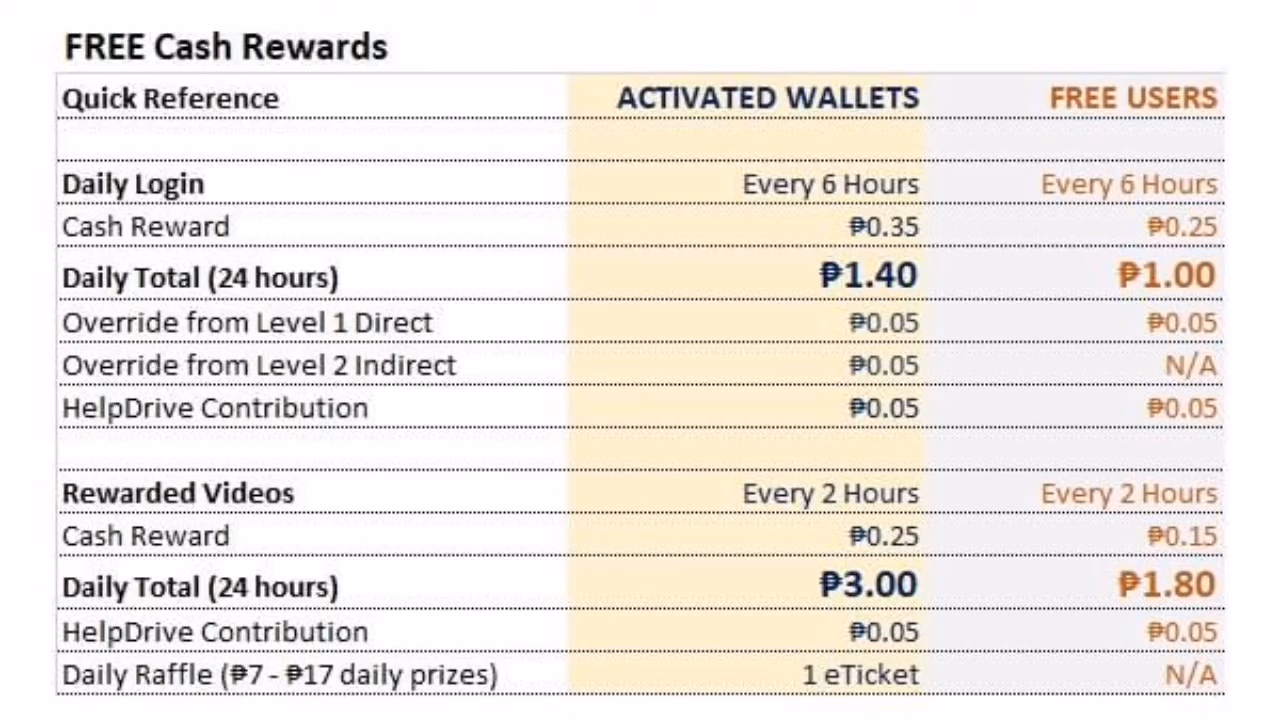 FREE Cash Rewards
Quick Reference ACTIVATED WALLETS FREE USERS
Daily Login Every 6 Hours Every 6 Hours
Cash Reward ₱0.35 ₱0.25
Daily Total (24 hours) ₱1.40 ₱1.00
Override from Level 1 Direct ₱0.05 ₱0.05
Override from Level 2 Indirect ₱0.05 N/A
HelpDrive Contribution ₱0.05 ₱0.05
Rewarded Videos Every 2 Hours Every 2 Hours
Cash Reward ₱0.25 ₱0.15
Daily Total (24 hours) ₱3.00 ₱1.80
HelpDrive Contribution ₱0.05 ₱0.05
Daily Raffle (₱7 - ₱17 daily prizes) 1 eTicket N/A